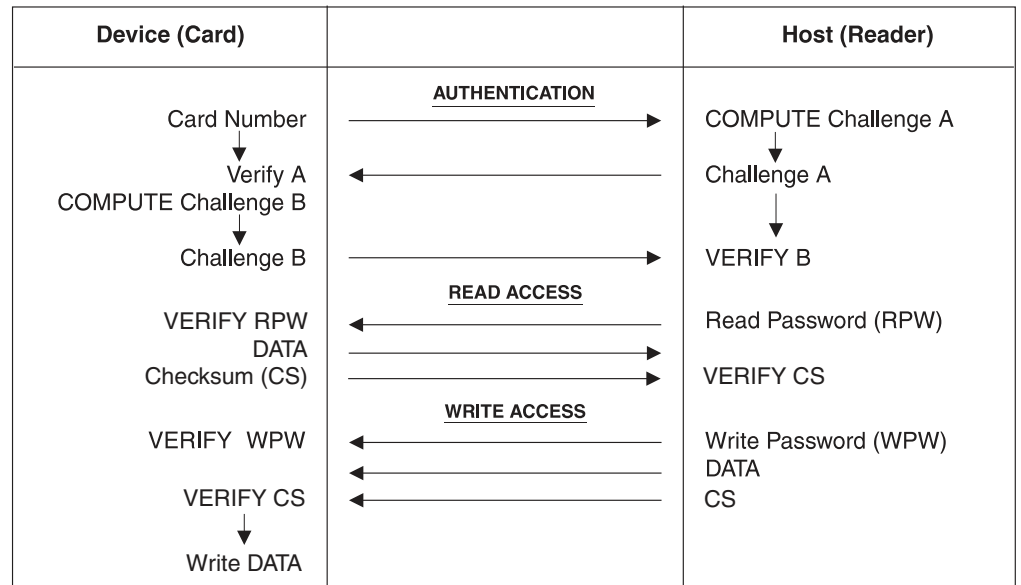 Device (Card) Host (Reader)
AUTHENTICATION
Card Number COMPUTE Challenge A
Verify A Challenge A
COMPUTE Challenge B
Challenge B VERIFY B
READ ACCESS
VERIFY RPW Read Password (RPW)
DATA
Checksum (CS) VERIFY CS
WRITE ACCESS
VERIFY WPW Write Password (WPW)
DATA
VERIFY CS CS
Write DATA